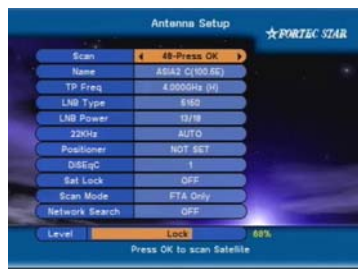 Antenna Setup
FORTEC STAR
Scan 48-Press OK
Name ASIA2 C(100.5E)
TP Freq 4.000GHz (H)
LNB Type 5150
LNB Power 13/18
22KHz AUTO
Positioner NOT SET
DiSEqC 1
Sat Lock OFF
Scan Mode FTA Only
Network Search OFF
Level Lock 68%
Press OK to scan Satellite